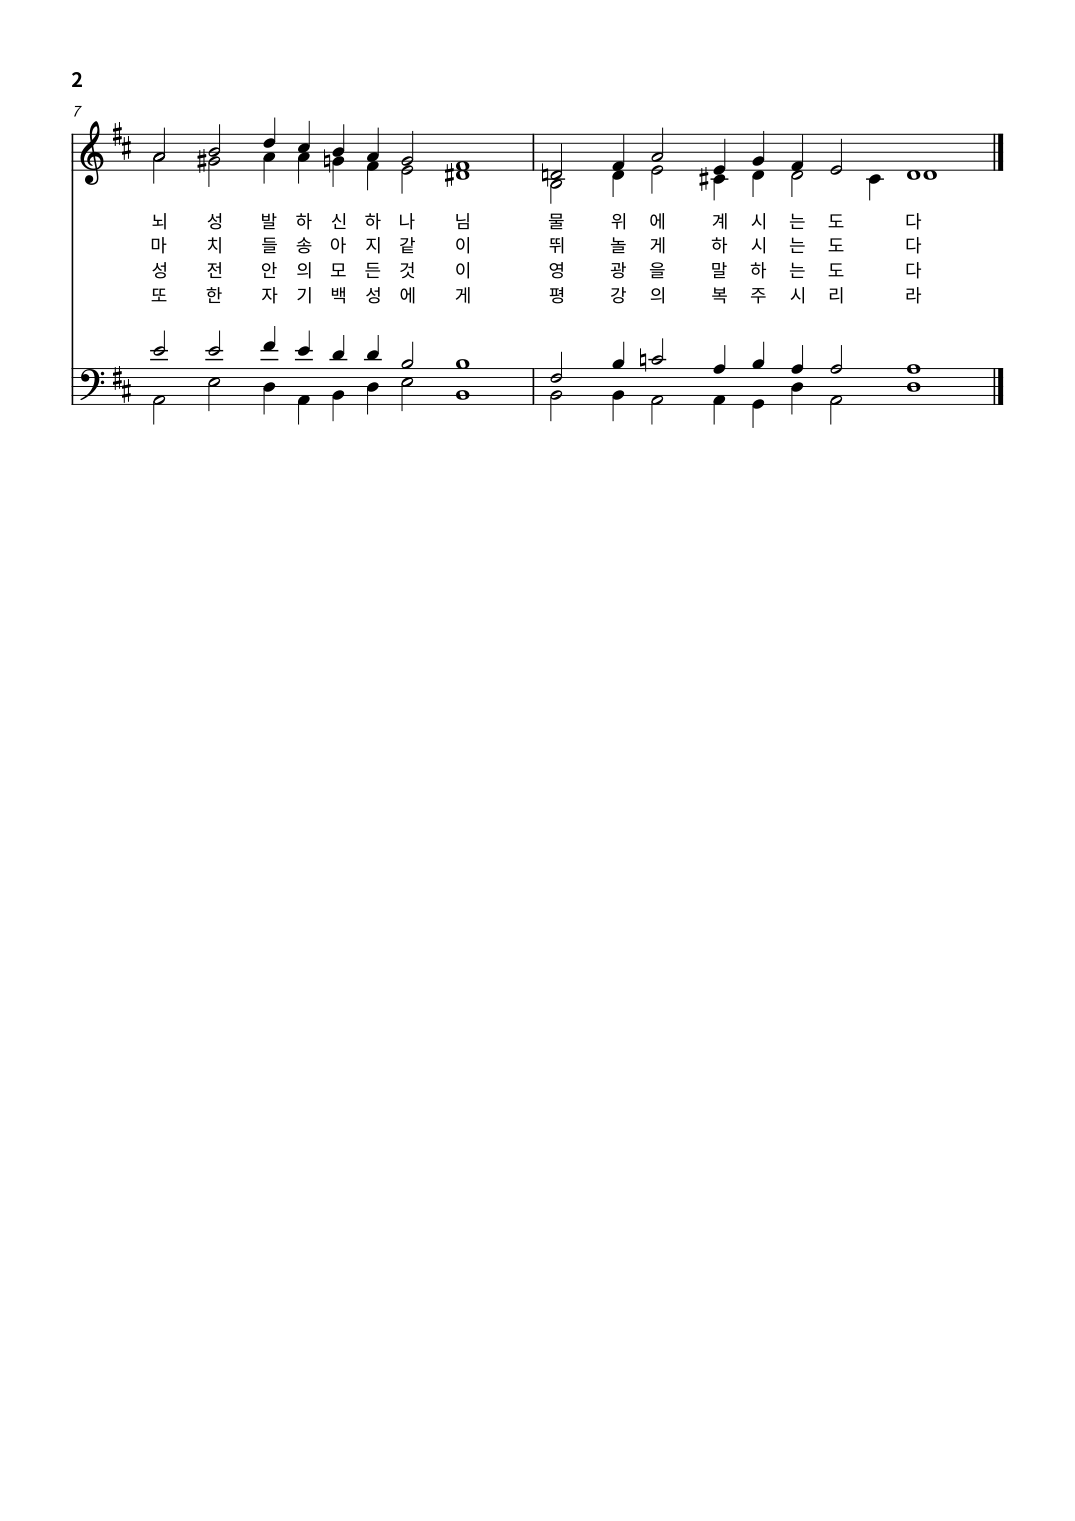 2
7
뇌 성 발 하 신 하 나 님 물 위 에 계 시 는 도 다
마 치 들 송 아 지 같 이 뛰 놀 게 하 시 는 도 다
성 전 안 의 모 든 것 이 영 광 을 말 하 는 도 다
또 한 자 기 백 성 에 게 평 강 의 복 주 시 리 라